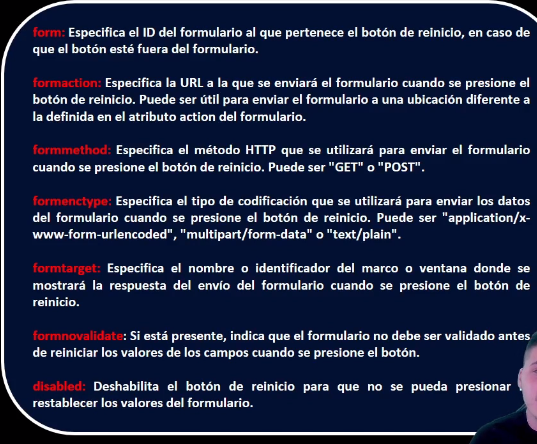 form: Especifica el ID del formulario al que pertenece el botón de reinicio, en caso de
que el botón esté fuera del formulario.
formaction: Especifica la URL a la que se enviará el formulario cuando se presione el
botón de reinicio. Puede ser útil para enviar el formulario a una ubicación diferente a
la definida en el atributo action del formulario.
formmethod: Especifica el método HTTP que se utilizará para enviar el formulario
cuando se presione el botón de reinicio. Puede ser "GET" o "POST".
formenctype: Especifica el tipo de codificación que se utilizará para enviar los datos
del formulario cuando se presione el botón de reinicio. Puede ser "application/x-
www-form-urlencoded", "multipart/form-data" o "text/plain".
formtarget: Especifica el nombre o identificador del marco o ventana donde se
mostrará la respuesta del envío del formulario cuando se presione el botón de
reinicio.
formnovalidate: Si está presente, indica que el formulario no debe ser validado antes
de reiniciar los valores de los campos cuando se presione el botón.
disabled: Deshabilita el botón de reinicio para que no se pueda presionar
restablecer los valores del formulario.